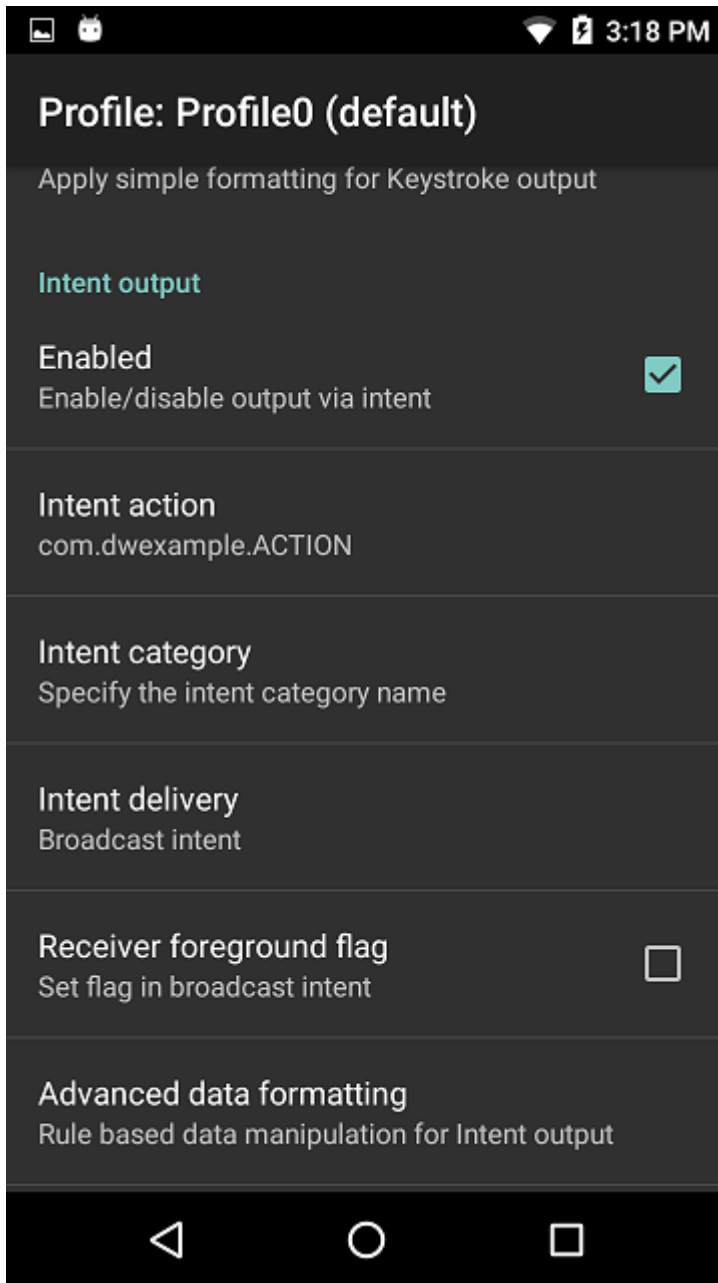 3:18 PM
Profile: Profile0 (default)
Apply simple formatting for Keystroke output
Intent output
Enabled
Enable/disable output via intent
Intent action
com.dwexample.ACTION
Intent category
Specify the intent category name
Intent delivery
Broadcast intent
Receiver foreground flag
Set flag in broadcast intent
Advanced data formatting
Rule based data manipulation for Intent output